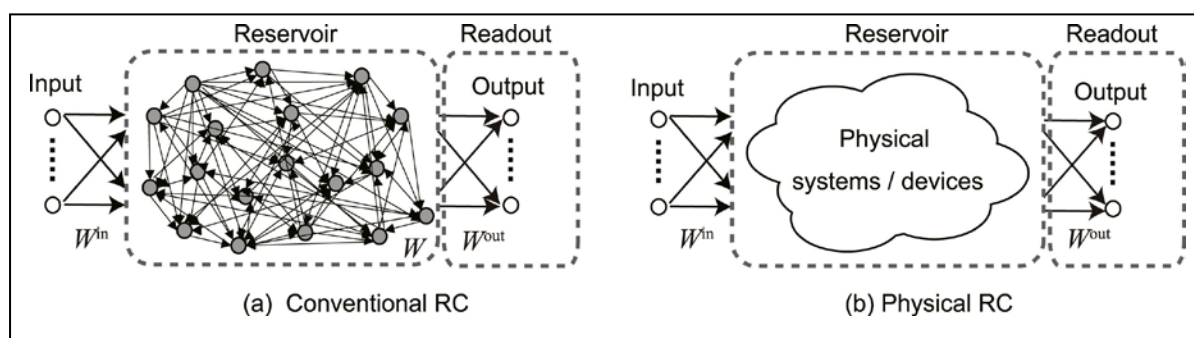 Reservoir
Readout
Input
Output
W^in
W
W^out
(a) Conventional RC
Reservoir
Readout
Input
Output
Physical
systems / devices
W^in
W^out
(b) Physical RC